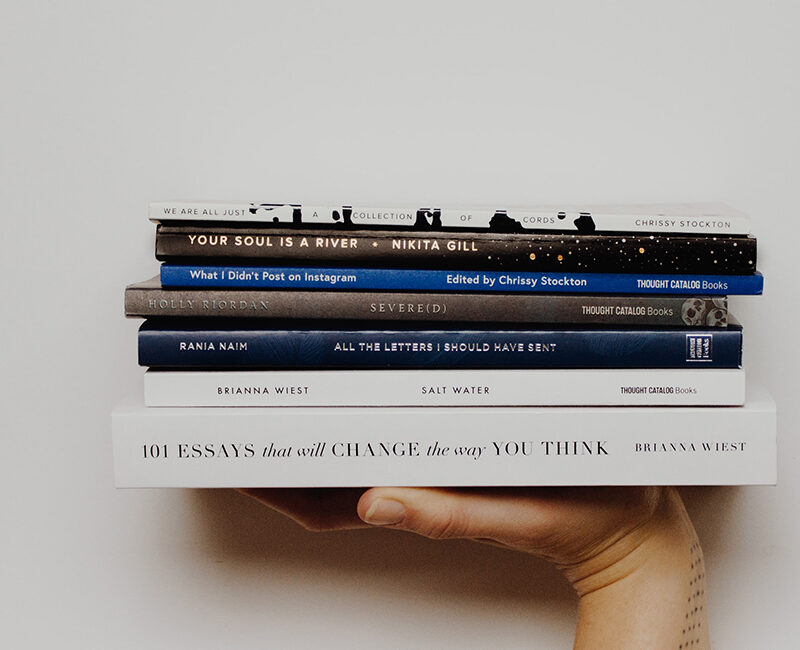 WE ARE ALL JUST A COLLECTION OF CORDS CHRISSY STOCKTON
YOUR SOUL IS A RIVER NIKITA GILL
What I Didn't Post on Instagram Edited by Chrissy Stockton THOUGHT CATALOG Books
HOLLY RIORDAN SEVERE(D) THOUGHT CATALOG Books
RANIA NAIM ALL THE LETTERS I SHOULD HAVE SENT THOUGHT CATALOG Books
BRIANNA WIEST SALT WATER THOUGHT CATALOG Books
101 ESSAYS that will CHANGE the way YOU THINK BRIANNA WIEST